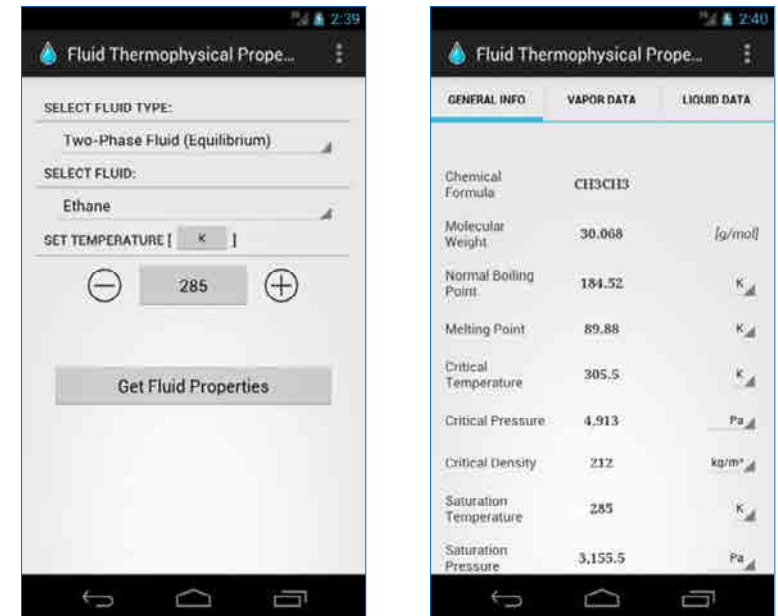 2:39
Fluid Thermophysical Prope...
SELECT FLUID TYPE:
Two-Phase Fluid (Equilibrium)
SELECT FLUID:
Ethane
SET TEMPERATURE [ K ]
285
Get Fluid Properties
2:40
Fluid Thermophysical Prope...
GENERAL INFO VAPOR DATA LIQUID DATA
Chemical
Formula
CH3CH3
Molecular
Weight
30.068 [g/mol]
Normal Boiling
Point
184.52 K
Melting Point 89.88 K
Critical
Temperature
305.5 K
Critical Pressure 4,913 Pa
Critical Density 212 kg/m³
Saturation
Temperature
285 K
Saturation
Pressure
3,155.5 Pa